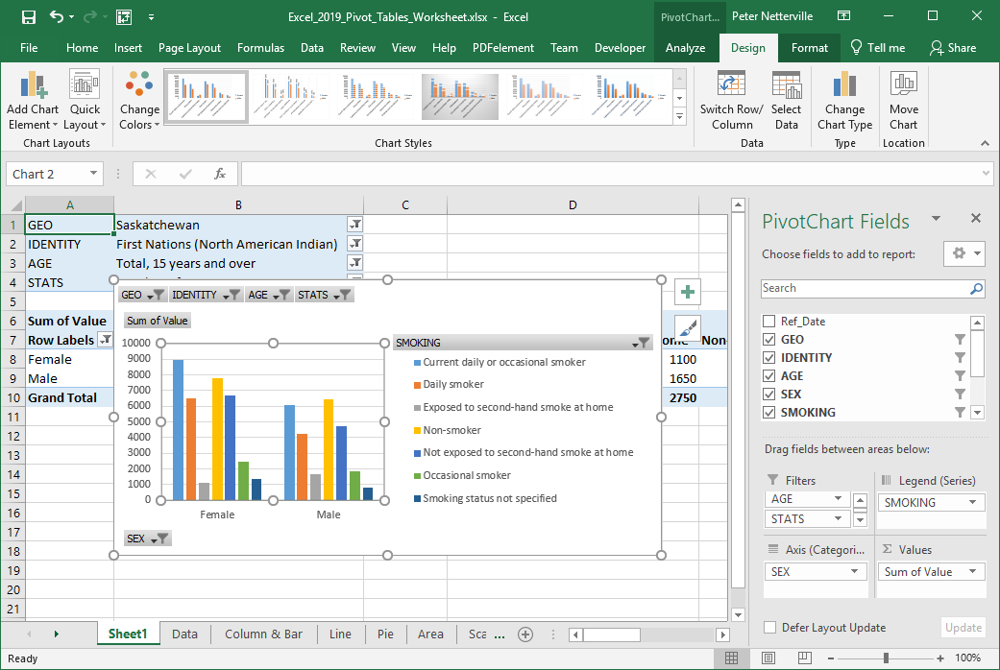 Excel_2019_Pivot_Tables_Worksheet.xlsx - Excel
PivotChart...
Peter Netterville
File Home Insert Page Layout Formulas Data Review View Help PDFelement Team Developer Analyze Design Format Tell me Share
Add Chart Element
Quick Layout
Chart Layouts
Change Colors
Chart Styles
Switch Row/ Column
Select Data
Data
Change Chart Type
Type
Move Chart
Location
Chart 2
fx
A B C D
1 GEO Saskatchewan
2 IDENTITY First Nations (North American Indian)
3 AGE Total, 15 years and over
4 STATS
5
6 Sum of Value
7 Row Labels Non-
8 Female 1100
9 Male 1650
10 Grand Total 2750
11
12
13
14
15
16
17
18
19
20
21
GEO IDENTITY AGE STATS
Sum of Value
10000
9000
8000
7000
6000
5000
4000
3000
2000
1000
0
Female Male
SEX
SMOKING
Current daily or occasional smoker
Daily smoker
Exposed to second-hand smoke at home
Non-smoker
Not exposed to second-hand smoke at home
Occasional smoker
Smoking status not specified
PivotChart Fields
Choose fields to add to report:
Search
Ref_Date
GEO
IDENTITY
AGE
SEX
SMOKING
Drag fields between areas below:
Filters
AGE
STATS
Legend (Series)
SMOKING
Axis (Categori...
SEX
Σ Values
Sum of Value
Defer Layout Update
Update
Sheet1 Data Column & Bar Line Pie Area Sca ...
Ready
100%